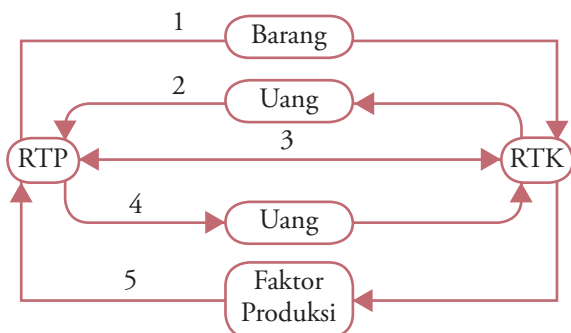 1
Barang
2
Uang
3
RTP
RTK
4
Uang
5
Faktor
Produksi